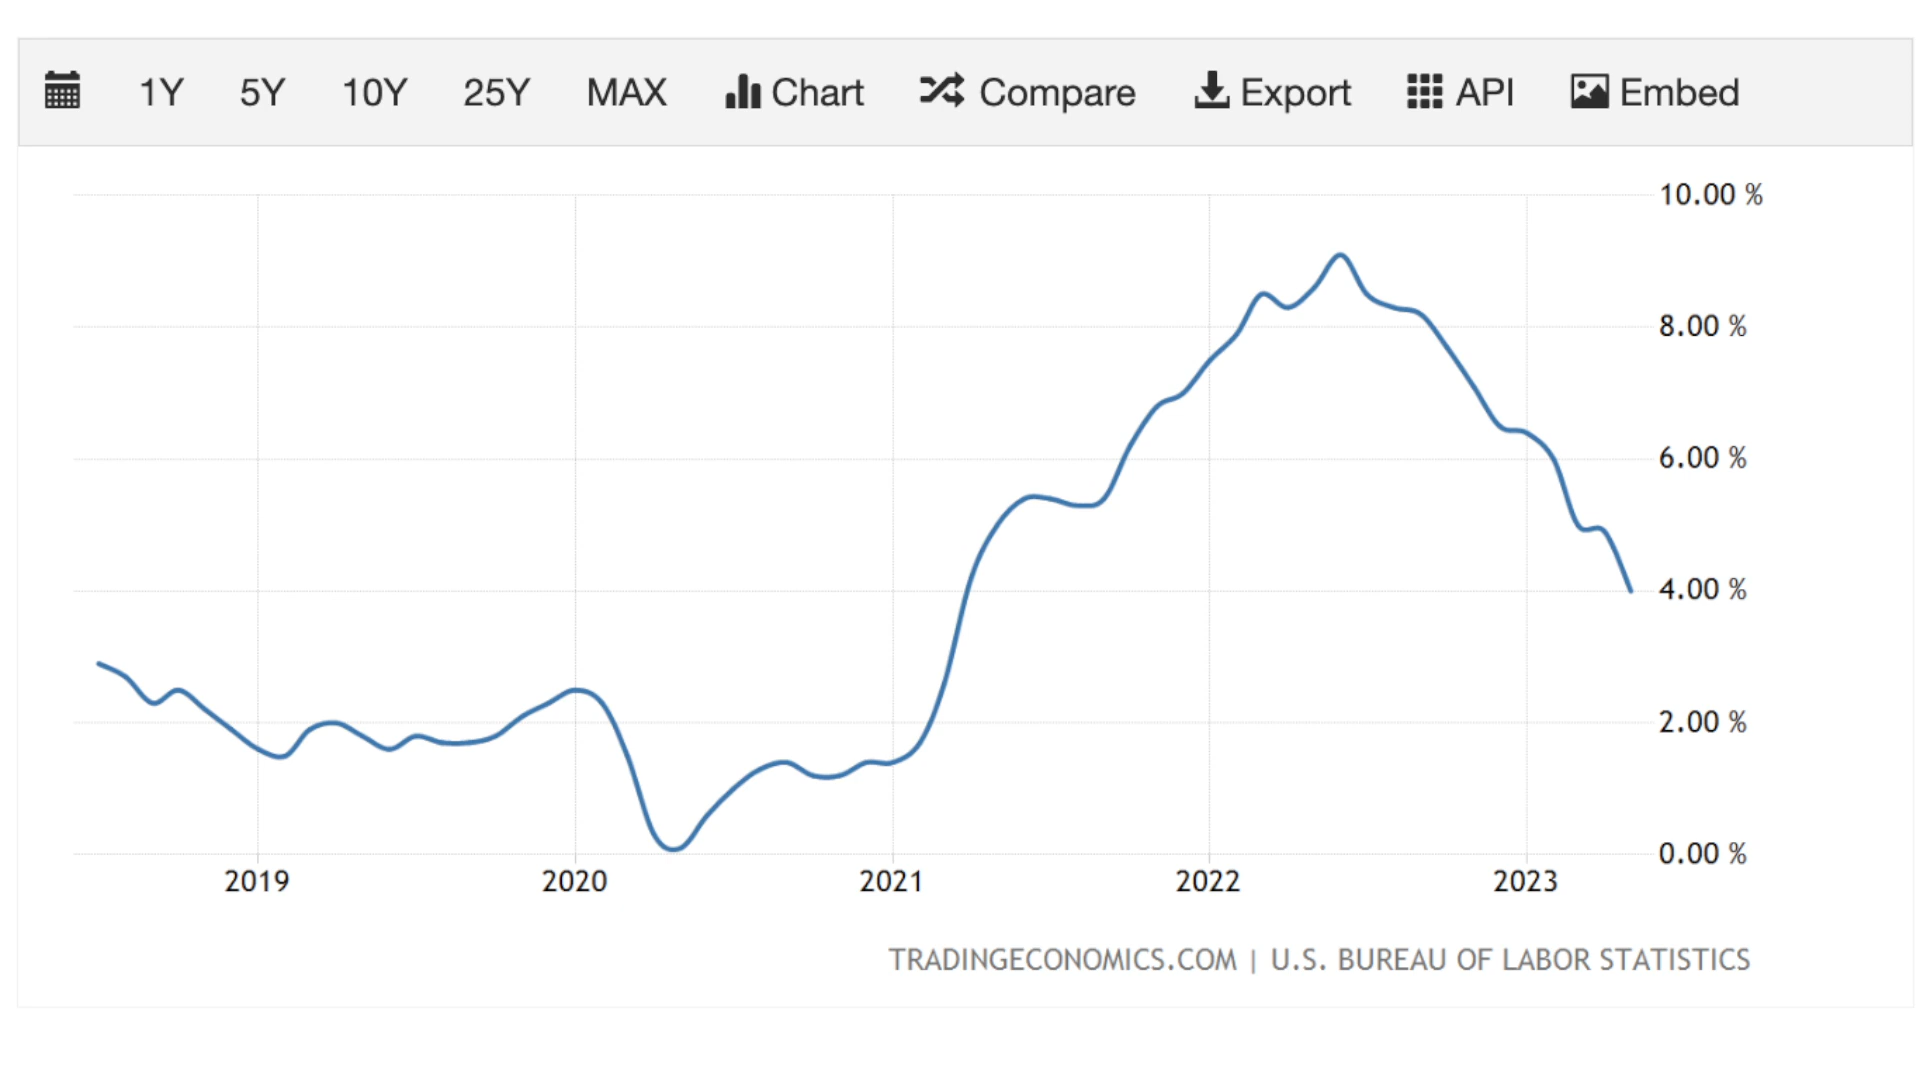 1Y 5Y 10Y 25Y MAX Chart Compare Export API Embed
10.00 %
8.00 %
6.00 %
4.00 %
2.00 %
0.00 %
2019 2020 2021 2022 2023
TRADINGECONOMICS.COM | U.S. BUREAU OF LABOR STATISTICS